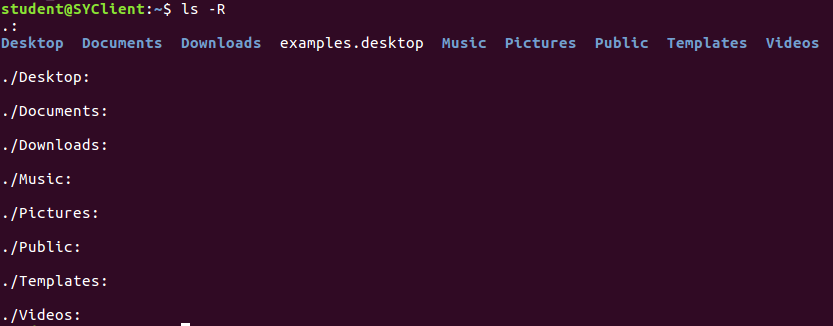 student@SYClient:~$ ls -R
.:
Desktop Documents Downloads examples.desktop Music Pictures Public Templates Videos
./Desktop:
./Documents:
./Downloads:
./Music:
./Pictures:
./Public:
./Templates:
./Videos: